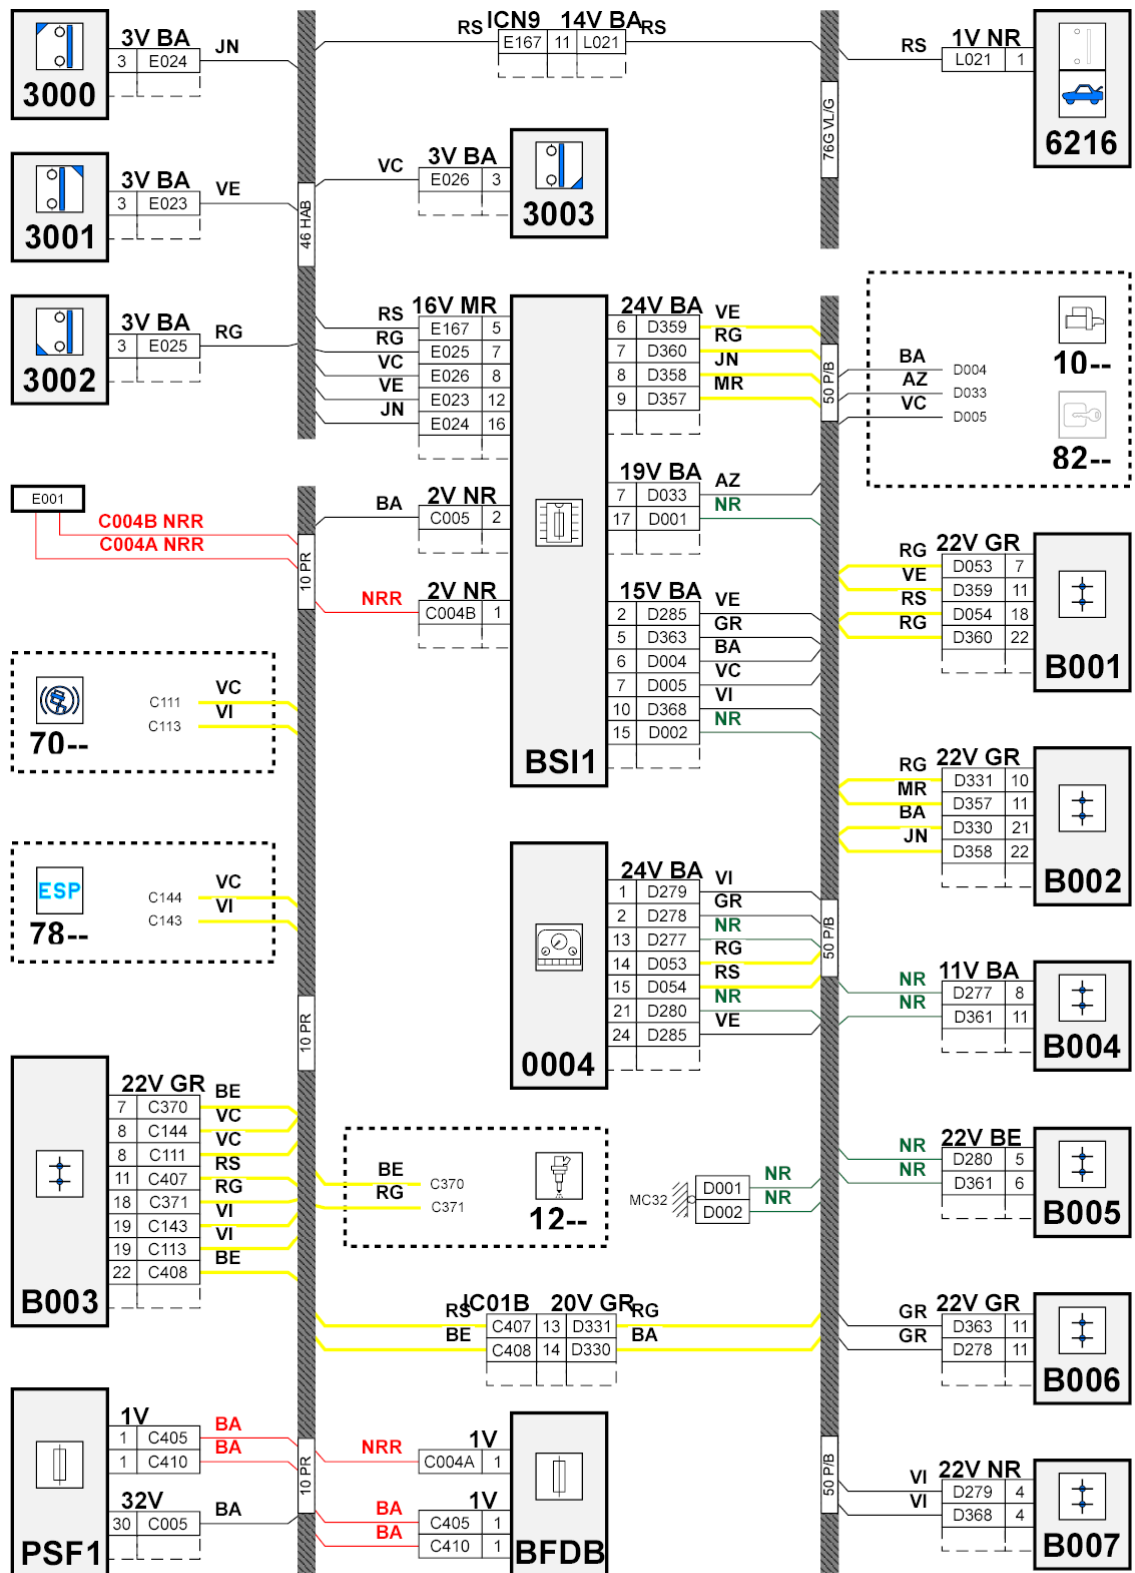 3V BA
JN
3 E024
3000
RS ICN9 14V BA RS
E167 11 L021
RS 1V NR
L021 1
6216
76G VL/G
3V BA
VE
3 E023
3001
46 HAB
VC 3V BA
E026 3
3003
3V BA
RG
3 E025
3002
16V MR
RS E167 5
RG E025 7
VC E026 8
VE E023 12
JN E024 16
24V BA
6 D359 VE
7 D360 RG
8 D358 JN
9 D357 MR
50 P/B
BA D004
AZ D033
VC D005
10--
82--
E001
C004B NRR
C004A NRR
10 PR
BA 2V NR
C005 2
NRR 2V NR
C004B 1
19V BA
7 D033 AZ
17 D001 NR
15V BA
2 D285 VE
5 D363 GR
6 D004 BA
7 D005 VC
10 D368 VI
15 D002 NR
BSI1
22V GR
RG D053 7
VE D359 11
RS D054 18
RG D360 22
B001
C111 VC
C113 VI
70--
22V GR
RG D331 10
MR D357 11
BA D330 21
JN D358 22
B002
ESP
C144 VC
C143 VI
78--
24V BA
1 D279 VI
2 D278 GR
13 D277 NR
14 D053 RG
15 D054 RS
21 D280 NR
24 D285 VE
0004
50 P/B
11V BA
NR D277 8
NR D361 11
B004
10 PR
22V GR
7 C370 BE
8 C144 VC
8 C111 VC
11 C407 RS
18 C371 RG
19 C143 VI
19 C113 VI
22 C408 BE
B003
BE C370
RG C371
12--
MC32
D001 NR
D002 NR
22V BE
NR D280 5
NR D361 6
B005
IC01B 20V GR
RS C407 13 D331 RG
BE C408 14 D330 BA
22V GR
GR D363 11
GR D278 11
B006
1V
1 C405 BA
1 C410 BA
32V
30 C005 BA
PSF1
10 PR
1V
NRR C004A 1
1V
BA C405 1
BA C410 1
BFDB
50 P/B
22V NR
VI D279 4
VI D368 4
B007